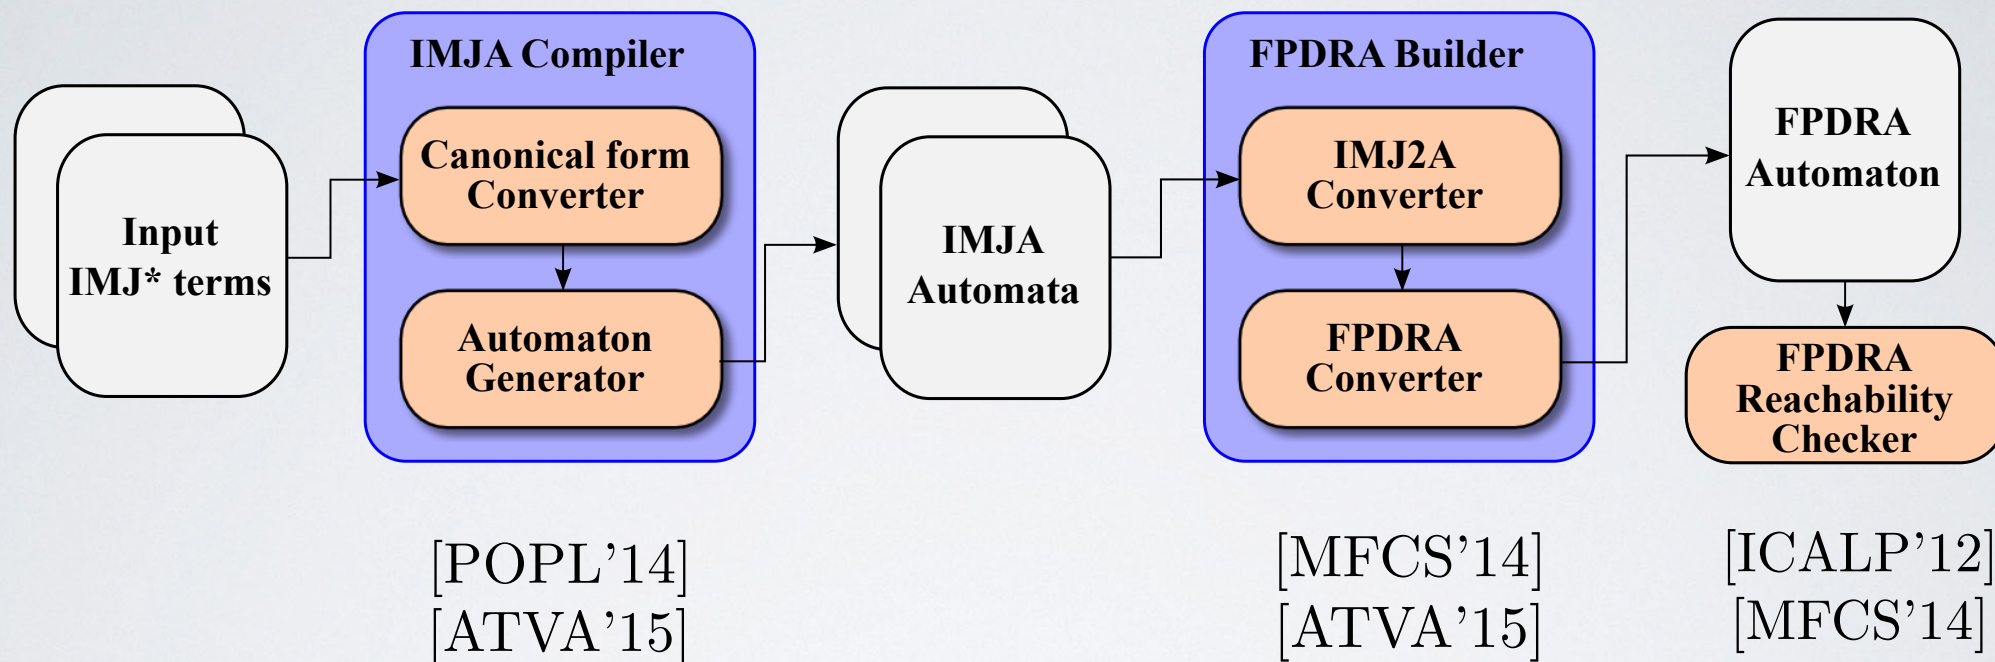 Input
IMJ* terms
IMJA Compiler
Canonical form
Converter
Automaton
Generator
IMJA
Automata
FPDRA Builder
IMJ2A
Converter
FPDRA
Converter
FPDRA
Automaton
FPDRA
Reachability
Checker
[POPL'14]
[ATVA'15]
[MFCS'14]
[ATVA'15]
[ICALP'12]
[MFCS'14]